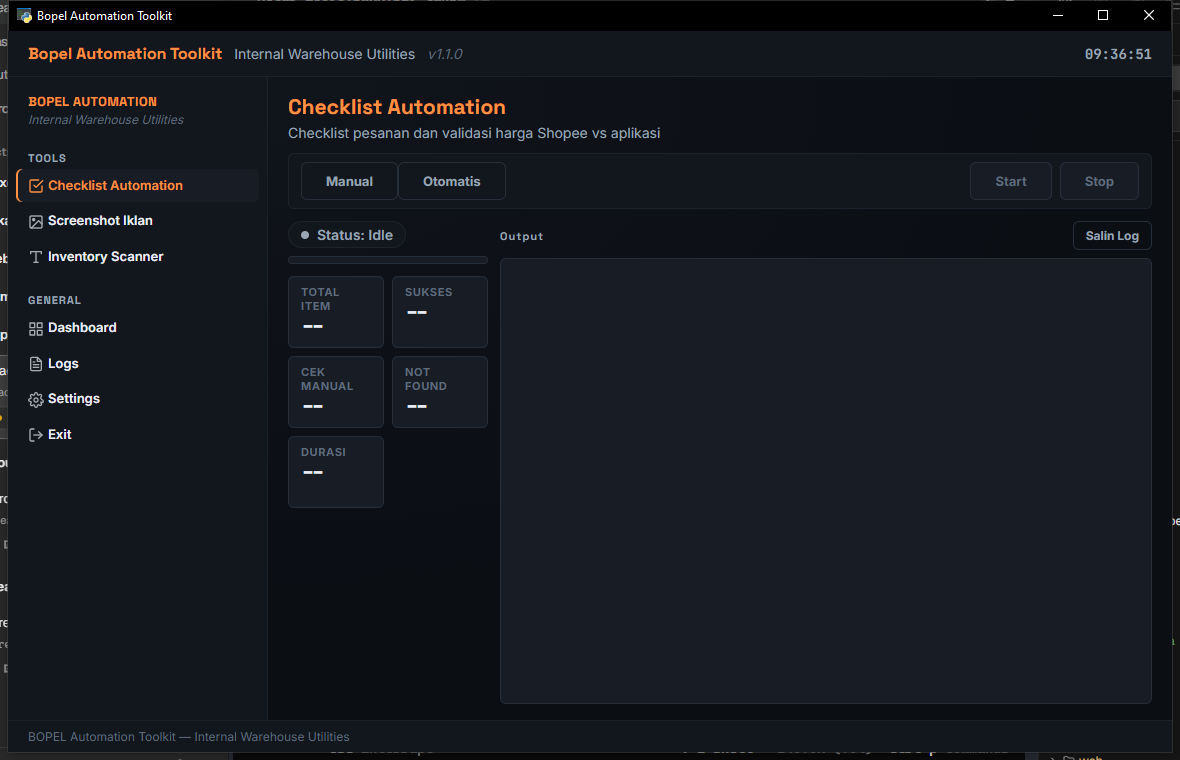 Bopel Automation Toolkit
Bopel Automation Toolkit Internal Warehouse Utilities v1.1.0 09:36:51
BOPEL AUTOMATION
Internal Warehouse Utilities
TOOLS
Checklist Automation
Screenshot Iklan
Inventory Scanner
GENERAL
Dashboard
Logs
Settings
Exit
Checklist Automation
Checklist pesanan dan validasi harga Shopee vs aplikasi
Manual Otomatis Start Stop
Status: Idle
Output
Salin Log
TOTAL
ITEM
--
SUKSES
--
CEK
MANUAL
--
NOT
FOUND
--
DURASI
--
BOPEL Automation Toolkit — Internal Warehouse Utilities